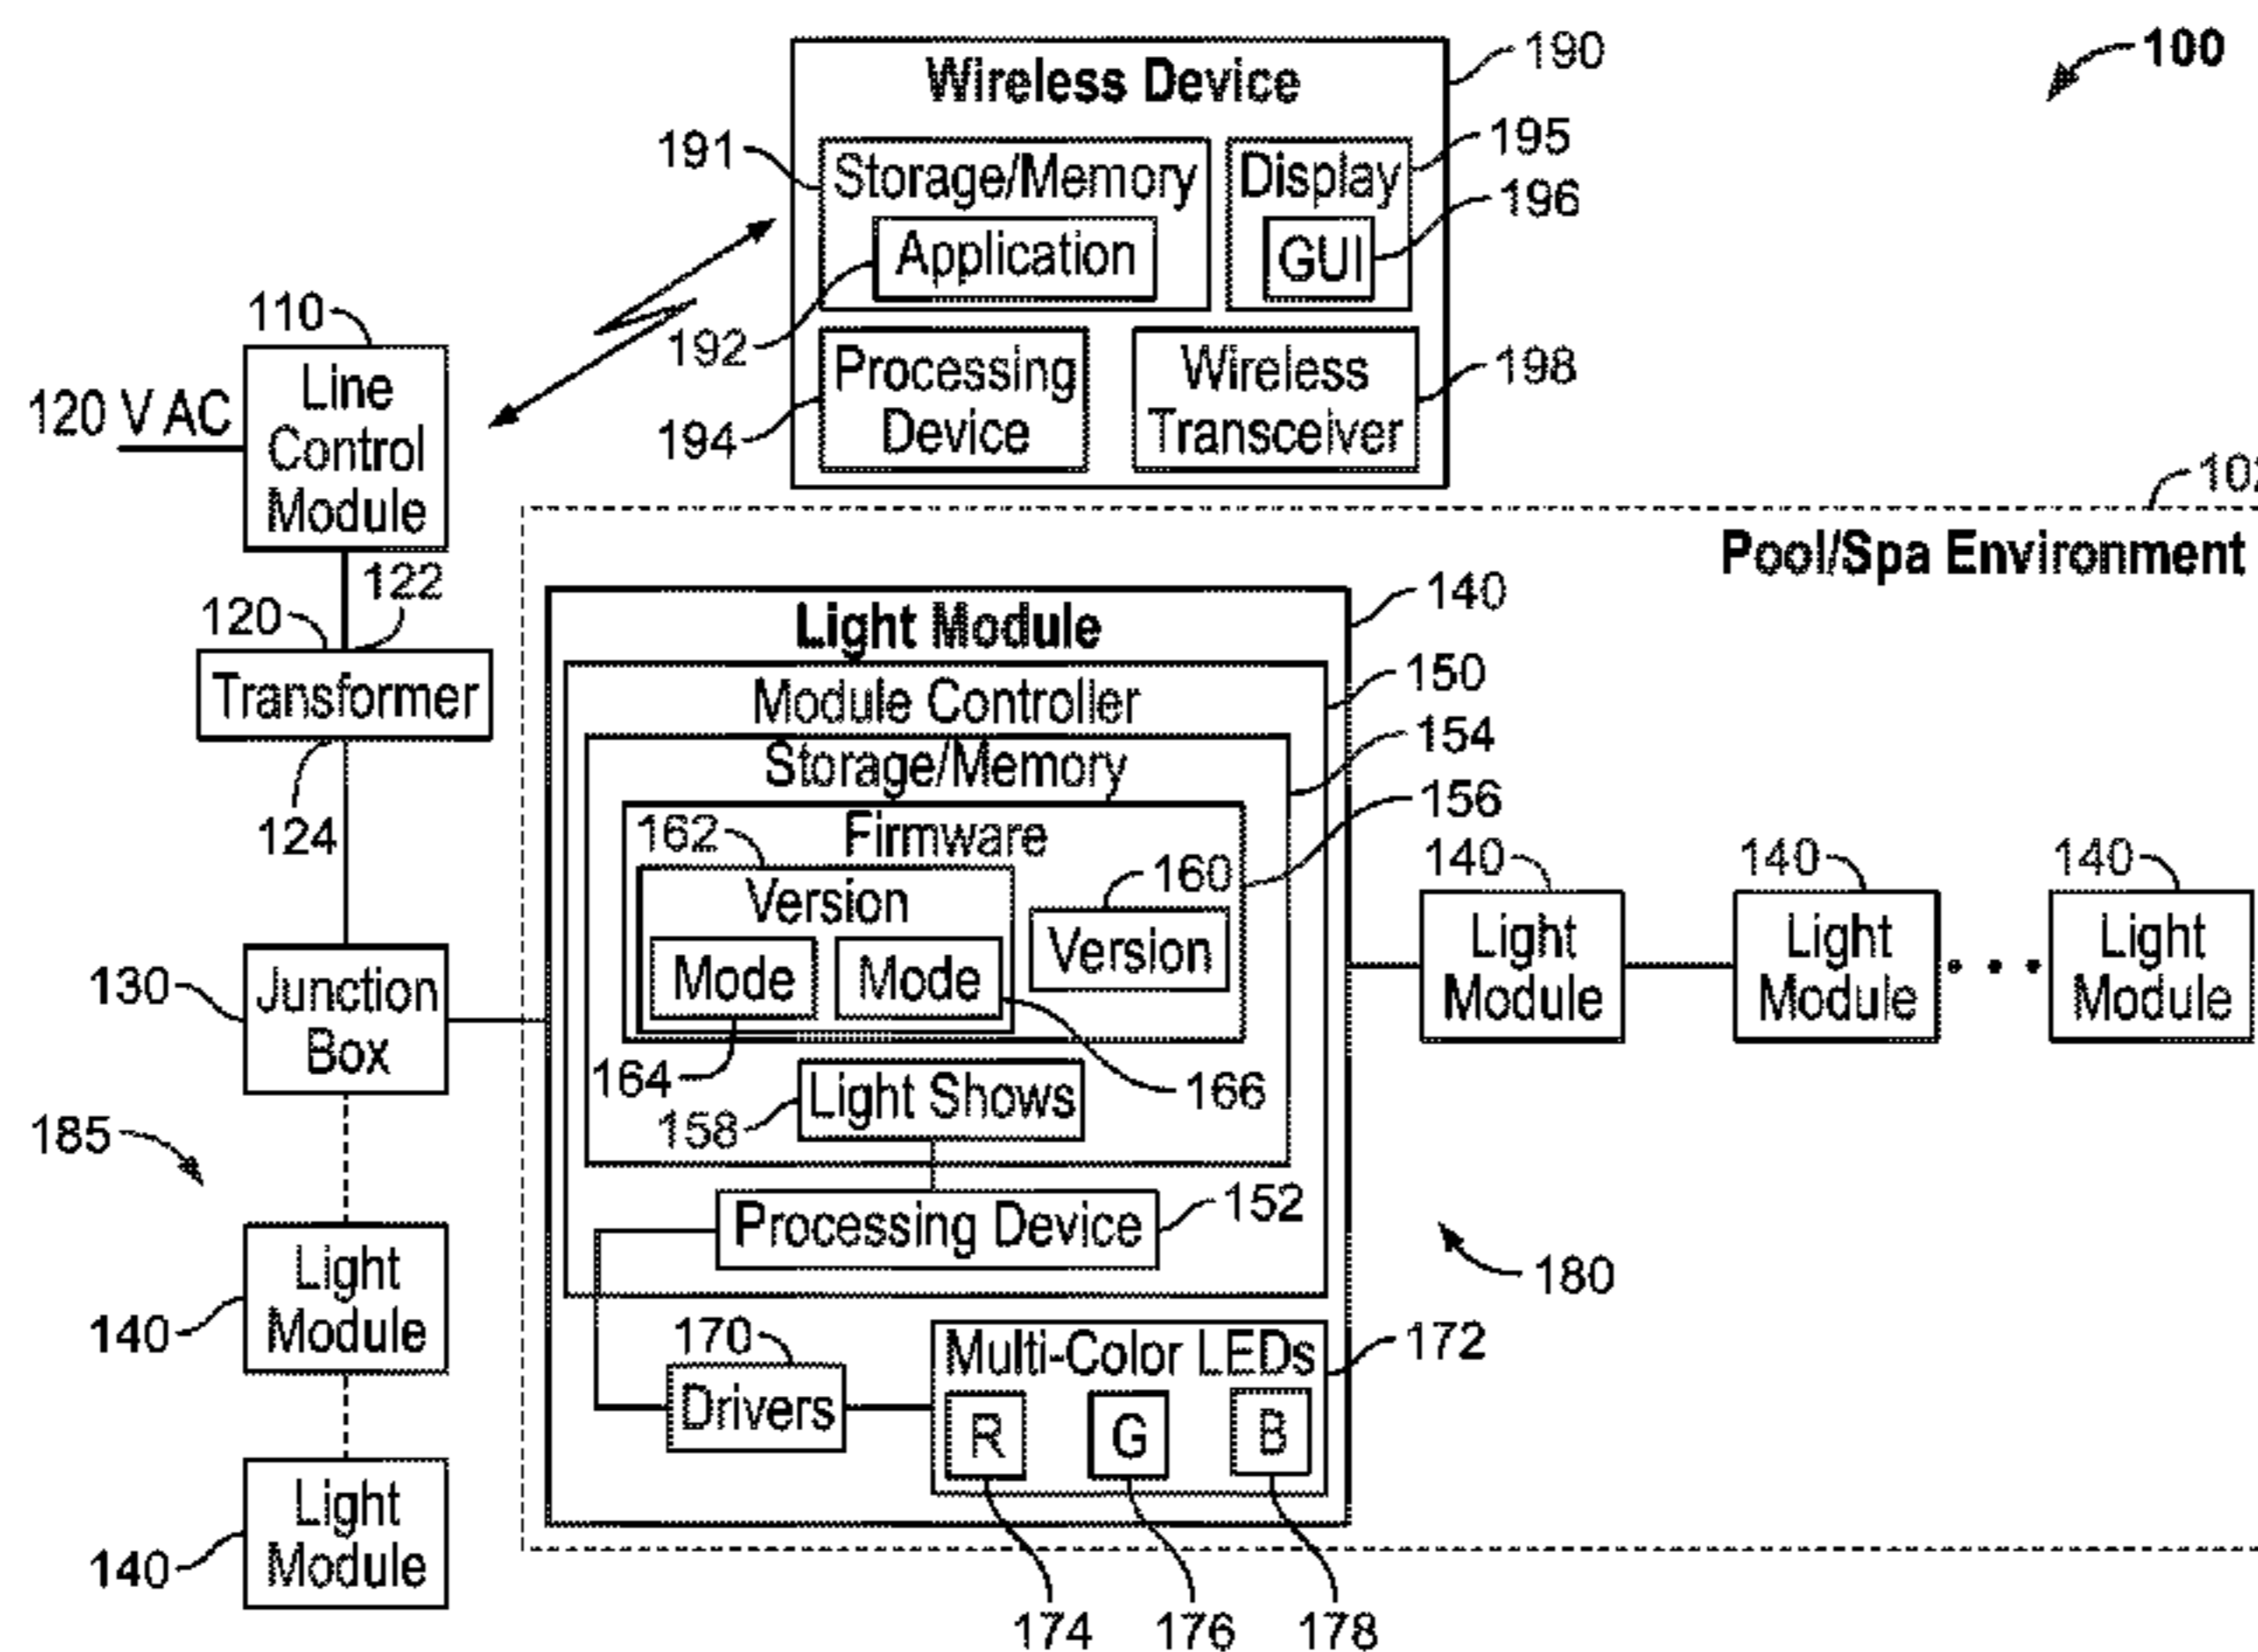 100
Wireless Device
190
191
Storage/Memory
Application
192
Display
195
GUI
196
Processing
Device
194
Wireless
Transceiver
198
110
120 V AC
Line
Control
Module
122
120
Transformer
124
130
Junction
Box
185
Light
Module
140
Light
Module
140
Pool/Spa Environment
Light Module
140
Module Controller
150
Storage/Memory
154
Firmware
156
162
Version
Mode
Mode
160
Version
164
166
158
Light Shows
Processing Device
152
170
Drivers
Multi-Color LEDs
172
R
G
B
174
176
178
180
140
Light
Module
140
Light
Module
140
Light
Module